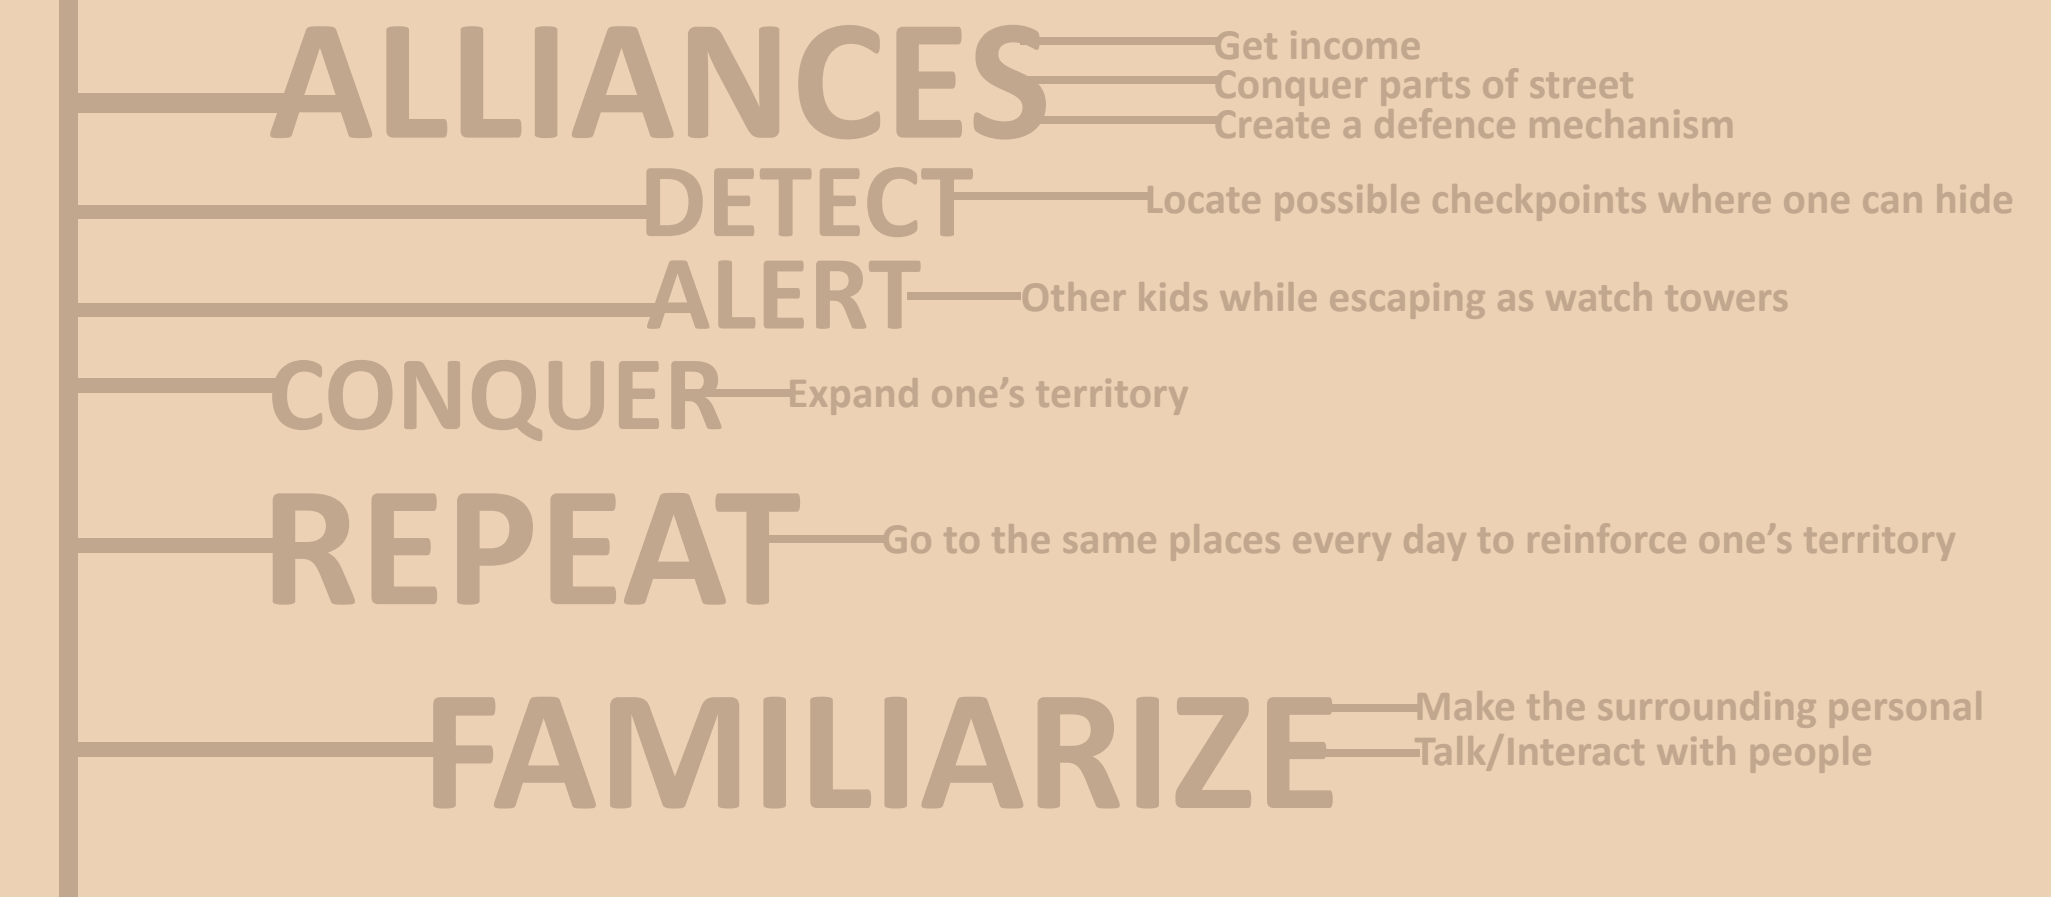 ALLIANCES
Get income
Conquer parts of street
Create a defence mechanism
DETECT
Locate possible checkpoints where one can hide
ALERT
Other kids while escaping as watch towers
CONQUER
Expand one’s territory
REPEAT
Go to the same places every day to reinforce one’s territory
FAMILIARIZE
Make the surrounding personal
Talk/Interact with people